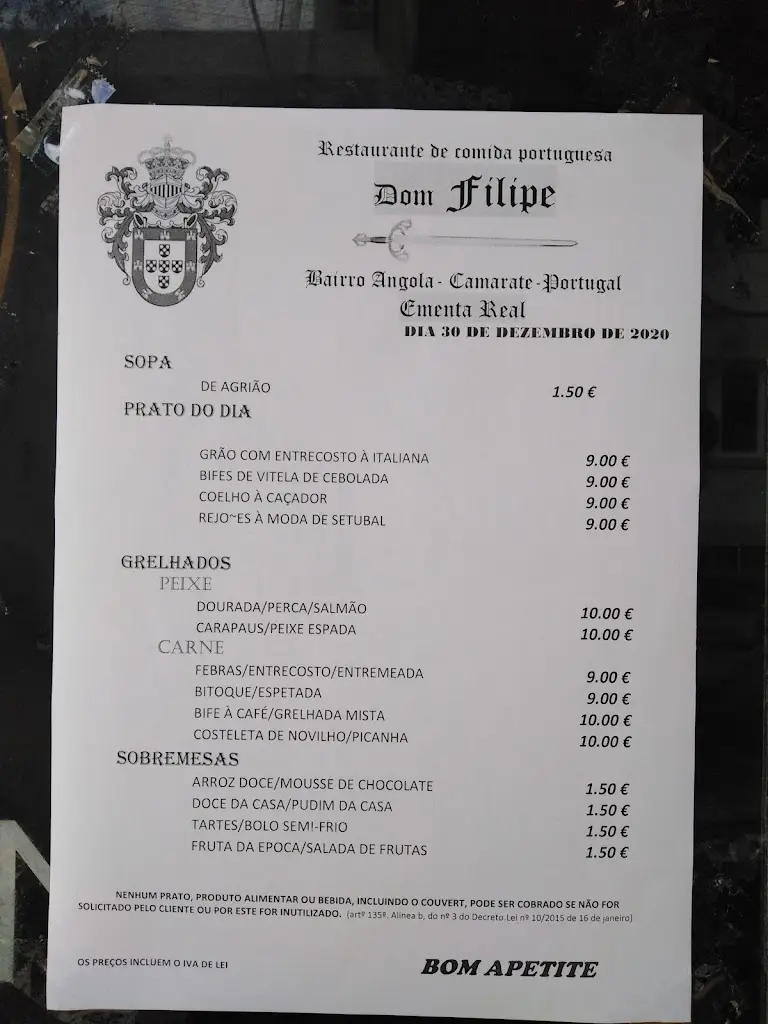 Restaurante de comida portuguesa
Dom Filipe
Bairro Angola - Camarate - Portugal
Ementa Real
DIA 30 DE DEZEMBRO DE 2020
SOPA
DE AGRIÃO 1.50 €
PRATO DO DIA
GRÃO COM ENTRECOSTO À ITALIANA 9.00 €
BIFES DE VITELA DE CEBOLADA 9.00 €
COELHO À CAÇADOR 9.00 €
REJO~ES À MODA DE SETUBAL 9.00 €
GRELHADOS
PEIXE
DOURADA/PERCA/SALMÃO 10.00 €
CARAPAUS/PEIXE ESPADA 10.00 €
CARNE
FEBRAS/ENTRECOSTO/ENTREMEADA 9.00 €
BITOQUE/ESPETADA 9.00 €
BIFE À CAFÉ/GRELHADA MISTA 10.00 €
COSTELETA DE NOVILHO/PICANHA 10.00 €
SOBREMESAS
ARROZ DOCE/MOUSSE DE CHOCOLATE 1.50 €
DOCE DA CASA/PUDIM DA CASA 1.50 €
TARTES/BOLO SEM!-FRIO 1.50 €
FRUTA DA EPOCA/SALADA DE FRUTAS 1.50 €
NENHUM PRATO, PRODUTO ALIMENTAR OU BEBIDA, INCLUINDO O COUVERT, PODE SER COBRADO SE NÃO FOR
SOLICITADO PELO CLIENTE OU POR ESTE FOR INUTILIZADO. (artº 135º, Alinea b, do nº 3 do Decreto.Lei nº 10/2015 de 16 de janeiro)
OS PREÇOS INCLUEM O IVA DE LEI
BOM APETITE